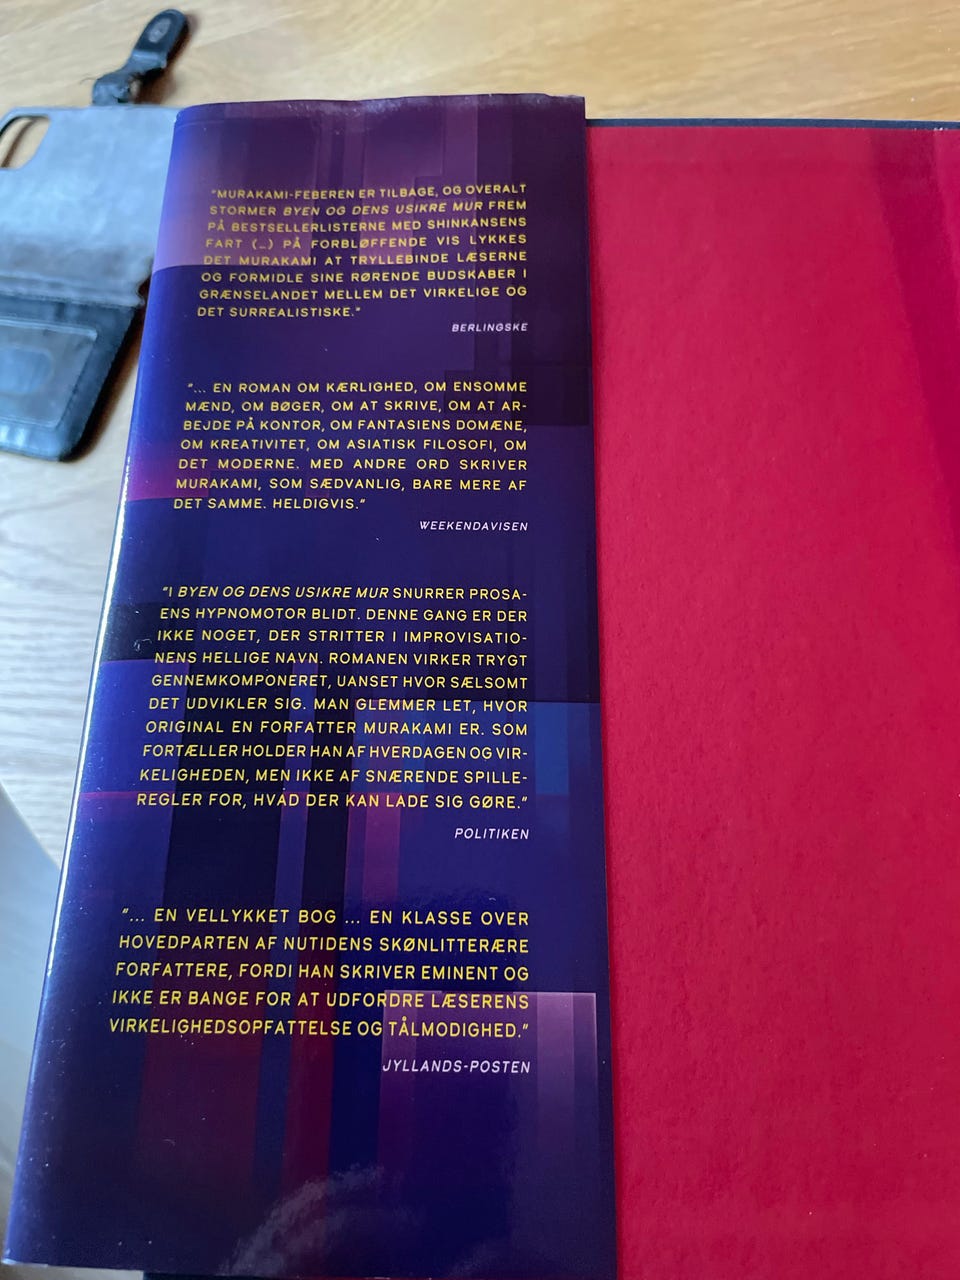 "MURAKAMI-FEBEREN ER TILBAGE, OG OVERALT
STORMER BYEN OG DENS USIKRE MUR FREM
PÅ BESTSELLERLISTERNE MED SHINKANSENS
FART (...) PÅ FORBLØFFENDE VIS LYKKES
DET MURAKAMI AT TRYLLEBINDE LÆSERNE
OG FORMIDLE SINE RØRENDE BUDSKABER I
GRÆNSELANDET MELLEM DET VIRKELIGE OG
DET SURREALISTISKE."
BERLINGSKE
"... EN ROMAN OM KÆRLIGHED, OM ENSOMME
MÆND, OM BØGER, OM AT SKRIVE, OM AT AR-
BEJDE PÅ KONTOR, OM FANTASIENS DOMÆNE,
OM KREATIVITET, OM ASIATISK FILOSOFI, OM
DET MODERNE. MED ANDRE ORD SKRIVER
MURAKAMI, SOM SÆDVANLIG, BARE MERE AF
DET SAMME. HELDIGVIS."
WEEKENDAVISEN
"I BYEN OG DENS USIKRE MUR SNURRER PROSA-
ENS HYPNOMOTOR BLIDT. DENNE GANG ER DER
IKKE NOGET, DER STRITTER I IMPROVISATIO-
NENS HELLIGE NAVN. ROMANEN VIRKER TRYGT
GENNEMKOMPONERET, UANSET HVOR SÆLSOMT
DET UDVIKLER SIG. MAN GLEMMER LET, HVOR
ORIGINAL EN FORFATTER MURAKAMI ER. SOM
FORTÆLLER HOLDER HAN AF HVERDAGEN OG VIR-
KELIGHEDEN, MEN IKKE AF SNÆRENDE SPILLE-
REGLER FOR, HVAD DER KAN LADE SIG GØRE."
POLITIKEN
"... EN VELLYKKET BOG ... EN KLASSE OVER
HOVEDPARTEN AF NUTIDENS SKØNLITTERÆRE
FORFATTERE, FORDI HAN SKRIVER EMINENT OG
IKKE ER BANGE FOR AT UDFORDRE LÆSERENS
VIRKELIGHEDSOPFATTELSE OG TÅLMODIGHED."
JYLLANDS-POSTEN